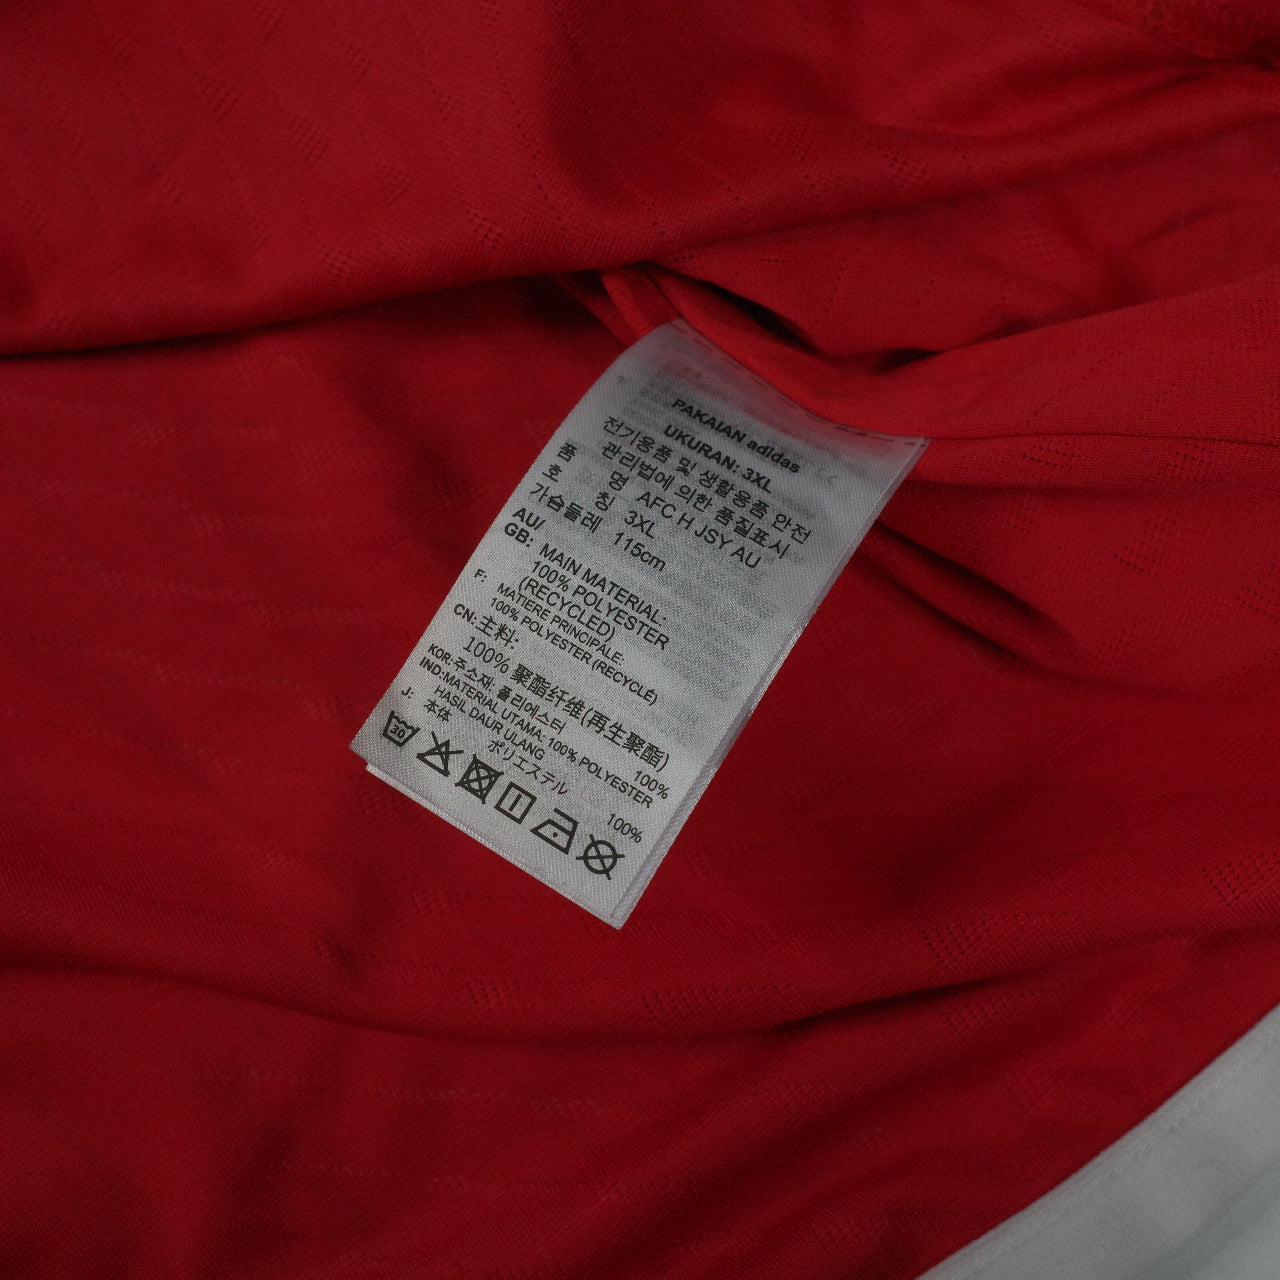 PAKAIAN adidas
UKURAN: 3XL
전기용품 및 생활용품 안전
관리법에 의한 품질표시
품 명 AFC H JSY AU
호 칭 3XL
가슴둘레 115cm
AU/
GB: MAIN MATERIAL:
100% POLYESTER
(RECYCLED)
F: MATIERE PRINCIPALE:
100% POLYESTER (RECYCLÉ)
CN: 主料:
100% 聚酯纤维(再生聚酯)
KOR: 주소재, 폴리에스터 100%
IND: MATERIAL UTAMA: 100% POLYESTER
HASIL DAUR ULANG
J: 本体
ポリエステル 100%
30